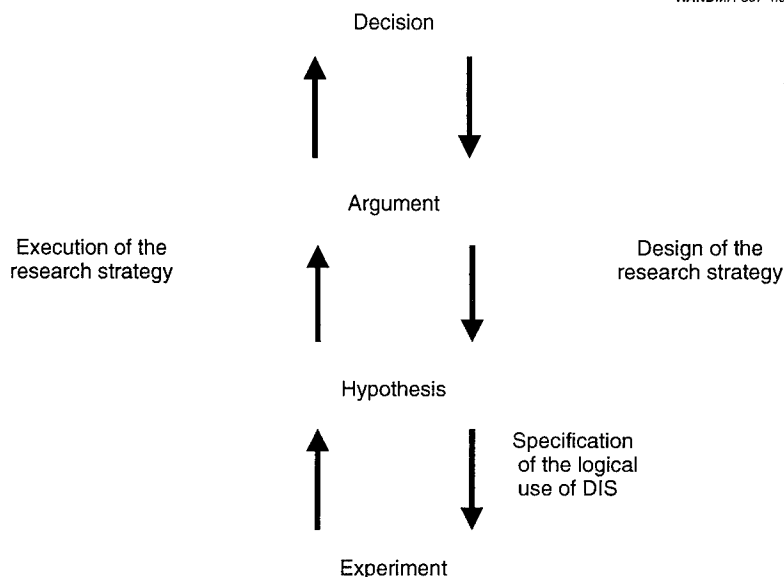 Decision
Argument
Execution of the
research strategy
Design of the
research strategy
Hypothesis
Specification
of the logical
use of DIS
Experiment